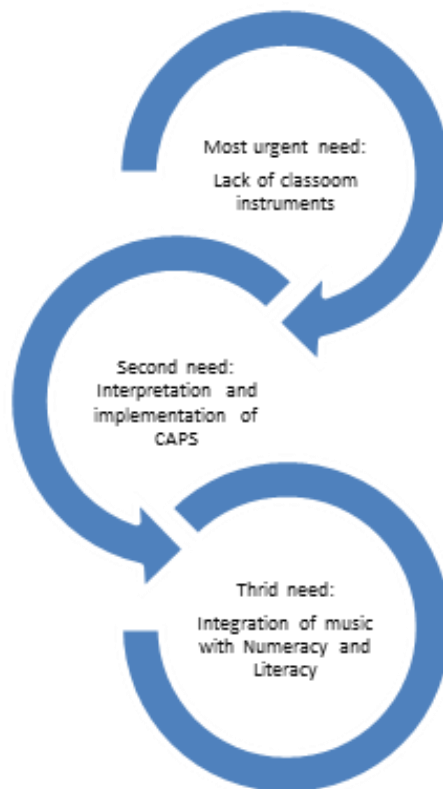 Most urgent need:
Lack of classoom
instruments
Second need:
Interpretation and
implementation of
CAPS
Thrid need:
Integration of music
with Numeracy and
Literacy